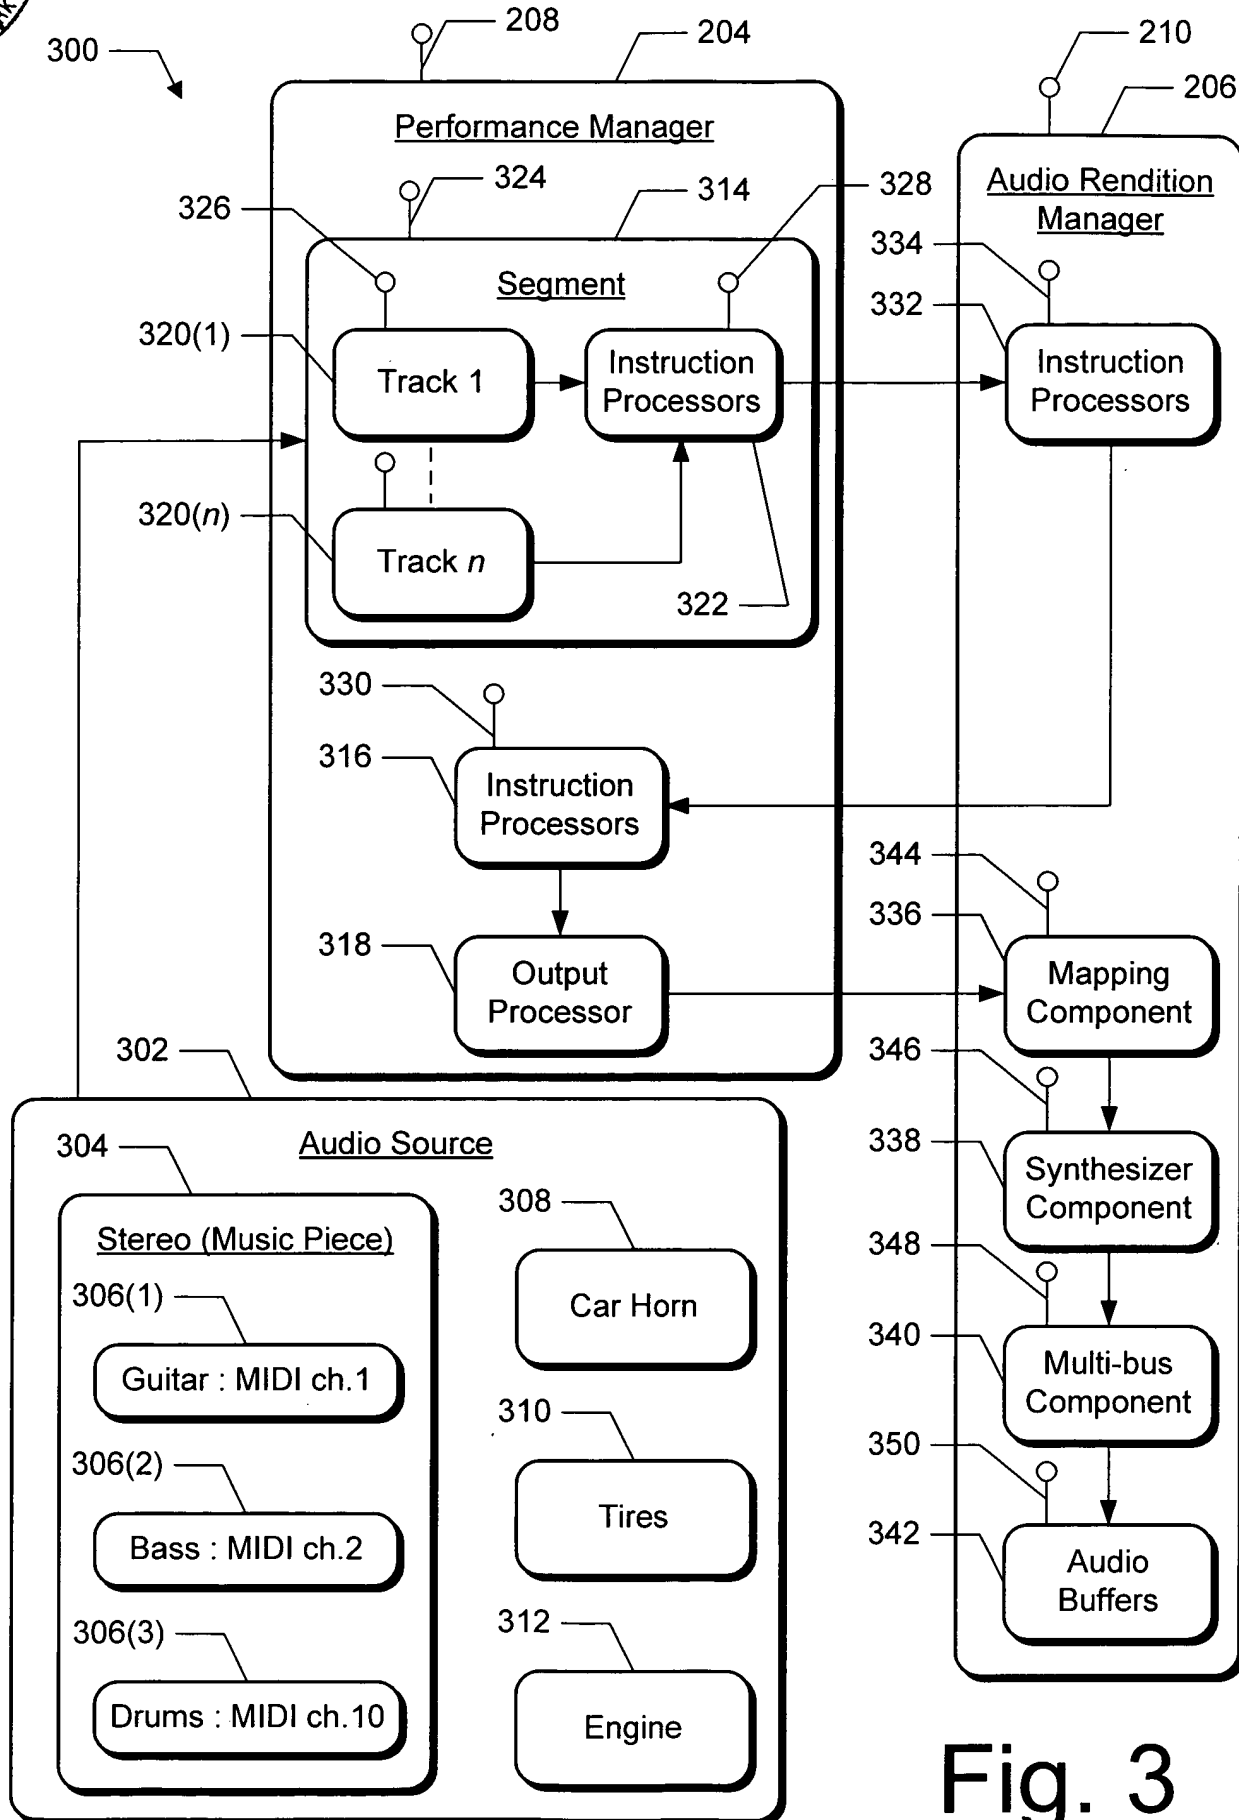 300
208
204
210
206
Performance Manager
Audio Rendition
Manager
324
314
328
326
334
332
Segment
320(1)
Track 1
Instruction
Processors
Instruction
Processors
320(n)
Track n
322
330
316
Instruction
Processors
344
336
318
Output
Processor
Mapping
Component
302
346
304
Audio Source
338
Synthesizer
Component
308
Stereo (Music Piece)
348
306(1)
Car Horn
340
Multi-bus
Component
Guitar : MIDI ch.1
310
350
306(2)
Tires
342
Bass : MIDI ch.2
Audio
Buffers
312
306(3)
Drums : MIDI ch.10
Engine
Fig. 3